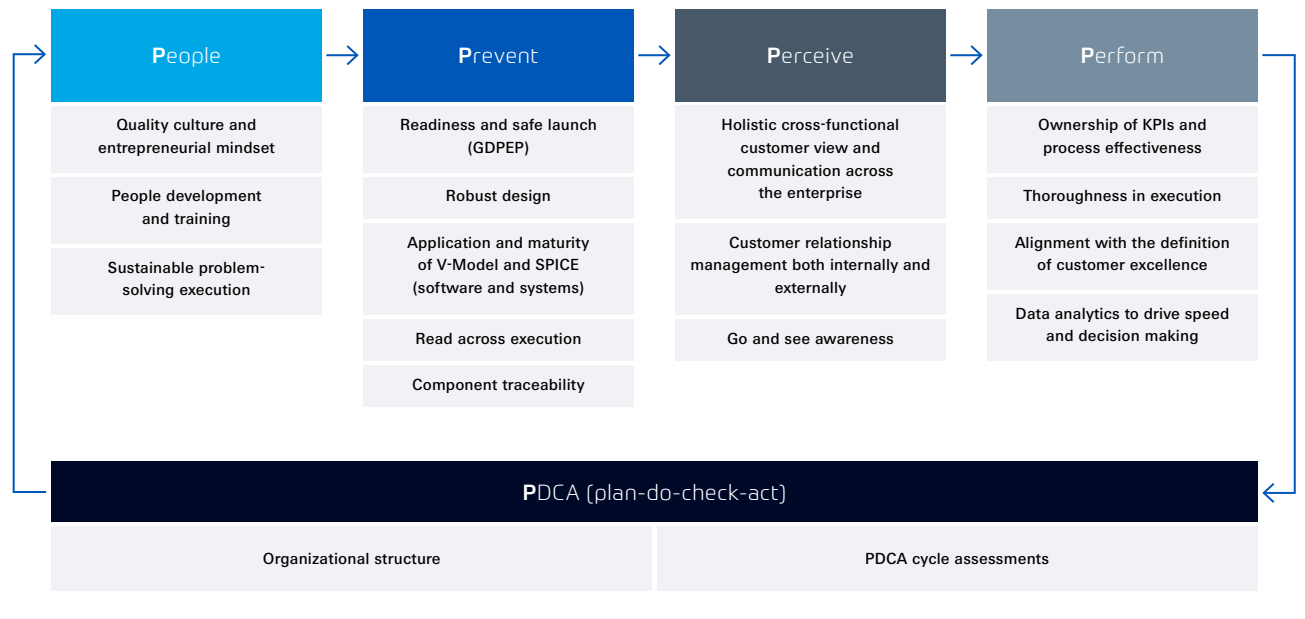 People
Quality culture and
entrepreneurial mindset
People development
and training
Sustainable problem-
solving execution
Prevent
Readiness and safe launch
(GDPEP)
Robust design
Application and maturity
of V-Model and SPICE
(software and systems)
Read across execution
Component traceability
Perceive
Holistic cross-functional
customer view and
communication across
the enterprise
Customer relationship
management both internally and
externally
Go and see awareness
Perform
Ownership of KPIs and
process effectiveness
Thoroughness in execution
Alignment with the definition
of customer excellence
Data analytics to drive speed
and decision making
PDCA (plan-do-check-act)
Organizational structure
PDCA cycle assessments